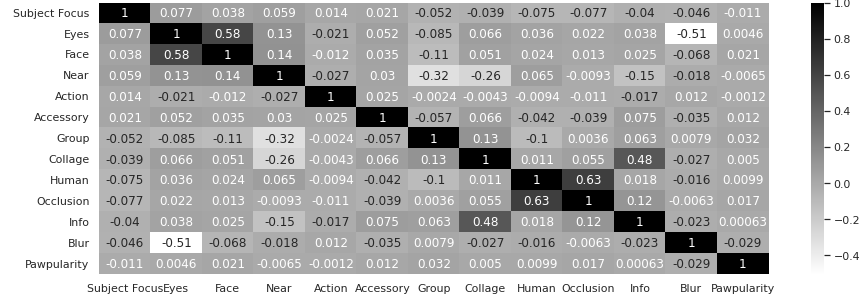 Subject Focus 1 0.077 0.038 0.059 0.014 0.021 -0.052 -0.039 -0.075 -0.077 -0.04 -0.046 -0.011 1.0
Eyes 0.077 1 0.58 0.13 -0.021 0.052 -0.085 0.066 0.036 0.022 0.038 -0.51 0.0046 0.8
Face 0.038 0.58 1 0.14 -0.012 0.035 -0.11 0.051 0.024 0.013 0.025 -0.068 0.021
Near 0.059 0.13 0.14 1 -0.027 0.03 -0.32 -0.26 0.065 -0.0093 -0.15 -0.018 -0.0065 0.6
Action 0.014 -0.021 -0.012 -0.027 1 0.025 -0.0024 -0.0043 -0.0094 -0.011 -0.017 0.012 -0.0012 0.4
Accessory 0.021 0.052 0.035 0.03 0.025 1 -0.057 0.066 -0.042 -0.039 0.075 -0.035 0.012
Group -0.052 -0.085 -0.11 -0.32 -0.0024 -0.057 1 0.13 -0.1 0.0036 0.063 0.0079 0.032 0.2
Collage -0.039 0.066 0.051 -0.26 -0.0043 0.066 0.13 1 0.011 0.055 0.48 -0.027 0.005
Human -0.075 0.036 0.024 0.065 -0.0094 -0.042 -0.1 0.011 1 0.63 0.018 -0.016 0.0099 0.0
Occlusion -0.077 0.022 0.013 -0.0093 -0.011 -0.039 0.0036 0.055 0.63 1 0.12 -0.0063 0.017
Info -0.04 0.038 0.025 -0.15 -0.017 0.075 0.063 0.48 0.018 0.12 1 -0.023 0.00063 −0.2
Blur -0.046 -0.51 -0.068 -0.018 0.012 -0.035 0.0079 -0.027 -0.016 -0.0063 -0.023 1 -0.029 −0.4
Pawpularity -0.011 0.0046 0.021 -0.0065 -0.0012 0.012 0.032 0.005 0.0099 0.017 0.00063 -0.029 1
Subject Focus Eyes Face Near Action Accessory Group Collage Human Occlusion Info Blur Pawpularity